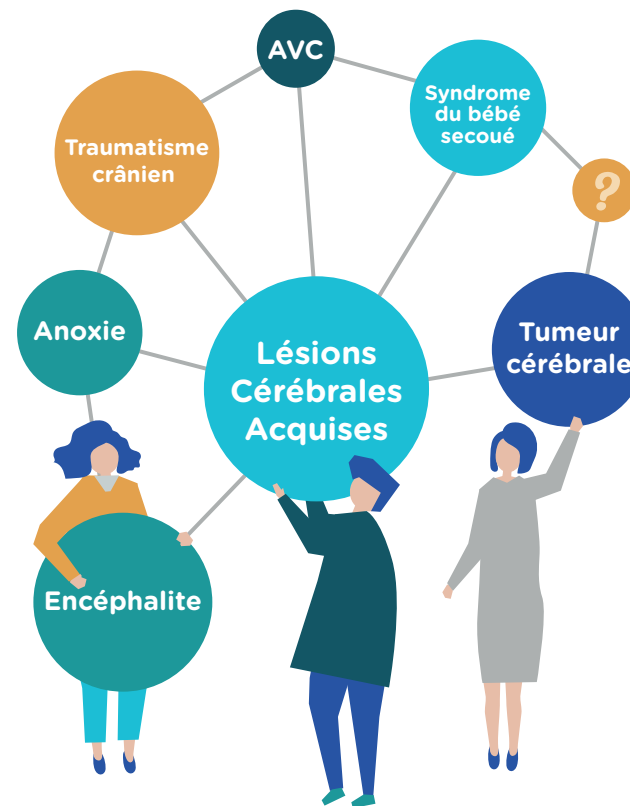 AVC
Syndrome
du bébé
secoué
Traumatisme
crânien
?
Anoxie
Tumeur
cérébrale
Lésions
Cérébrales
Acquises
Encéphalite